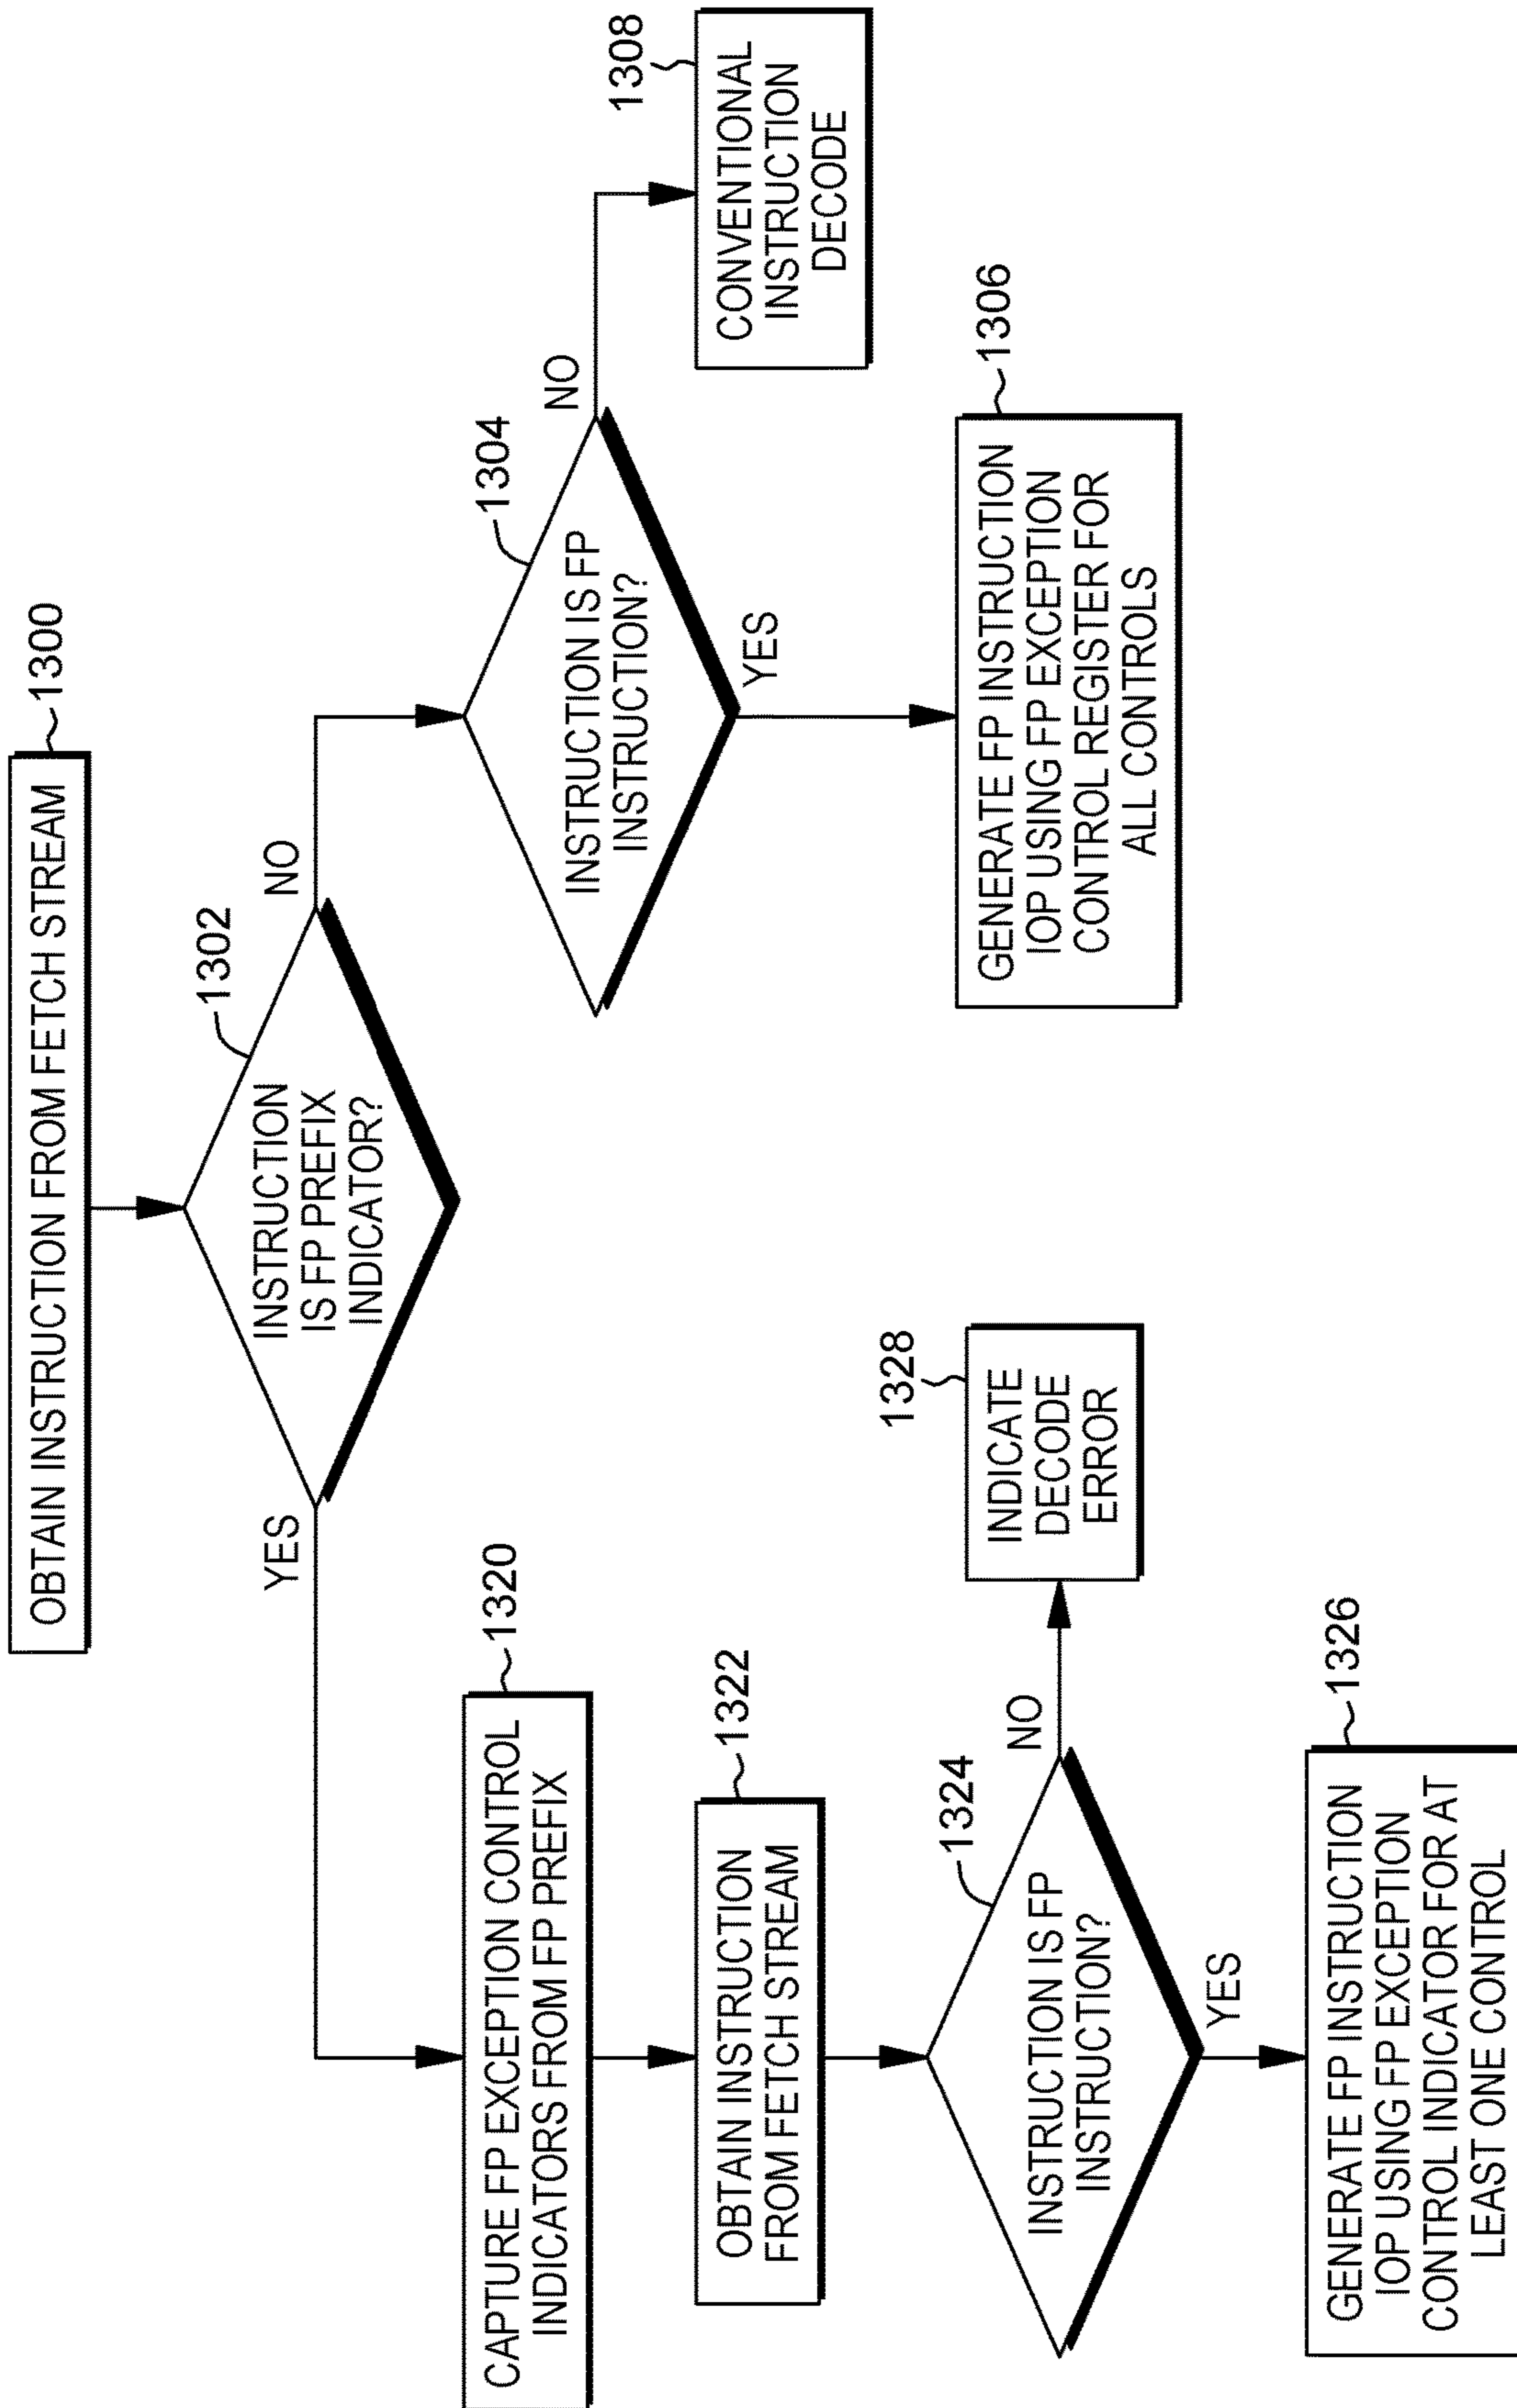 OBTAIN INSTRUCTION FROM FETCH STREAM
1300
INSTRUCTION
IS FP PREFIX
INDICATOR?
1302
YES
NO
CAPTURE FP EXCEPTION CONTROL
INDICATORS FROM FP PREFIX
1320
OBTAIN INSTRUCTION
FROM FETCH STREAM
1322
INSTRUCTION IS FP
INSTRUCTION?
1324
NO
INDICATE
DECODE
ERROR
1328
YES
GENERATE FP INSTRUCTION
IOP USING FP EXCEPTION
CONTROL INDICATOR FOR AT
LEAST ONE CONTROL
1326
INSTRUCTION IS FP
INSTRUCTION?
1304
NO
CONVENTIONAL
INSTRUCTION
DECODE
1308
YES
GENERATE FP INSTRUCTION
IOP USING FP EXCEPTION
CONTROL REGISTER FOR
ALL CONTROLS
1306